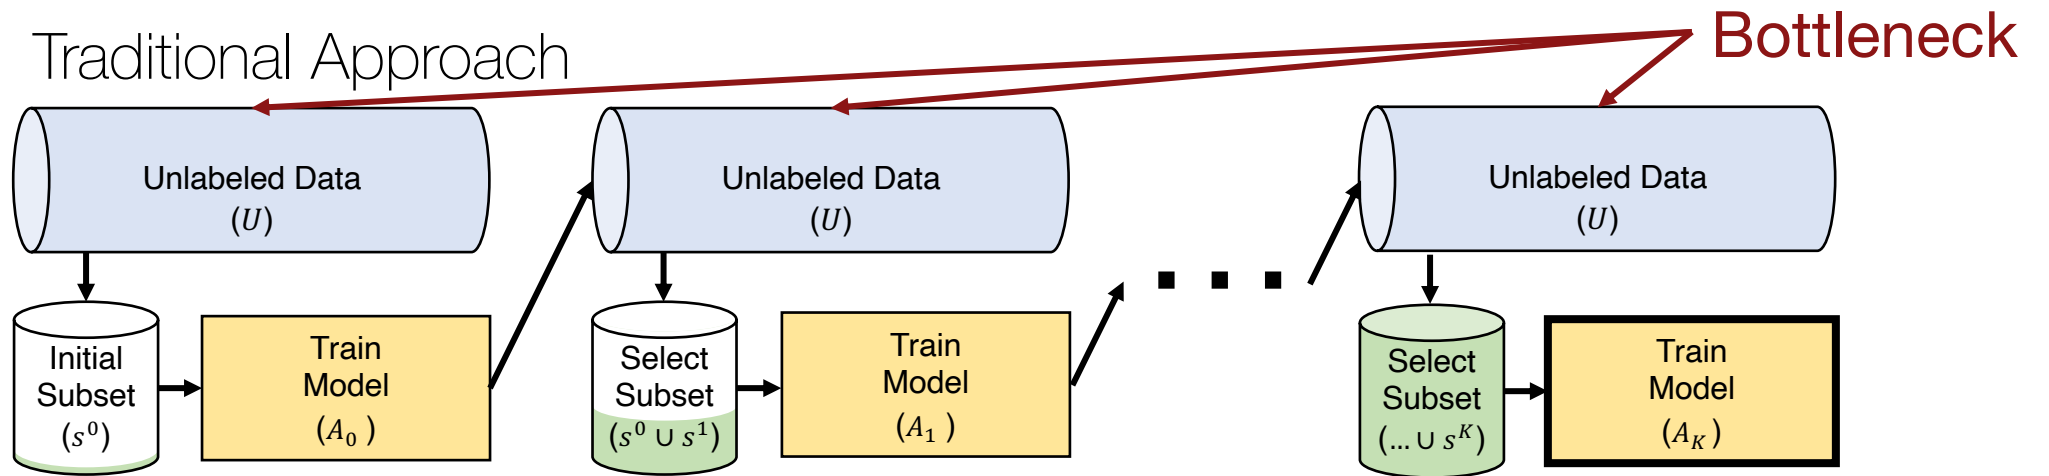 Traditional Approach
Bottleneck
Unlabeled Data
(U)
Unlabeled Data
(U)
Unlabeled Data
(U)
Initial
Subset
(s⁰)
Train
Model
(A₀ )
Select
Subset
(s⁰ ∪ s¹)
Train
Model
(A₁ )
Select
Subset
(... ∪ sᴷ)
Train
Model
(A_K )